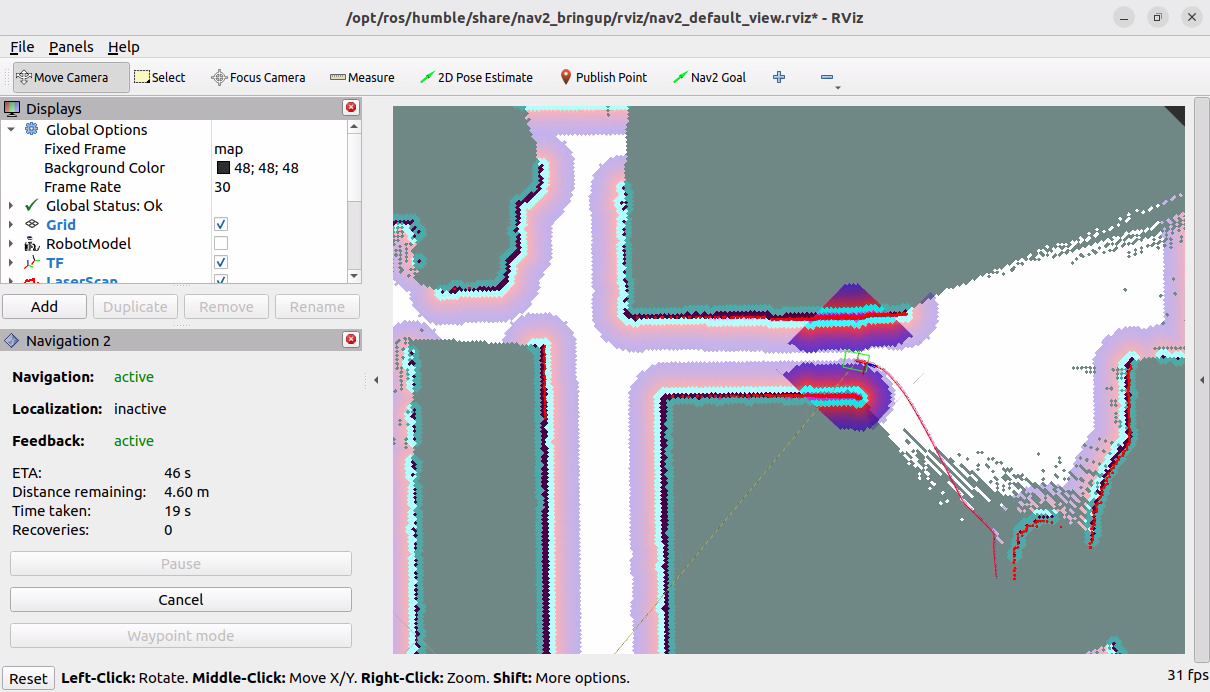 /opt/ros/humble/share/nav2_bringup/rviz/nav2_default_view.rviz* - RViz
File Panels Help
Move Camera Select Focus Camera Measure 2D Pose Estimate Publish Point Nav2 Goal
Displays
Global Options
Fixed Frame map
Background Color 48; 48; 48
Frame Rate 30
Global Status: Ok
Grid
RobotModel
TF
LaserScan
Add Duplicate Remove Rename
Navigation 2
Navigation: active
Localization: inactive
Feedback: active
ETA: 46 s
Distance remaining: 4.60 m
Time taken: 19 s
Recoveries: 0
Pause
Cancel
Waypoint mode
Reset Left-Click: Rotate. Middle-Click: Move X/Y. Right-Click: Zoom. Shift: More options. 31 fps